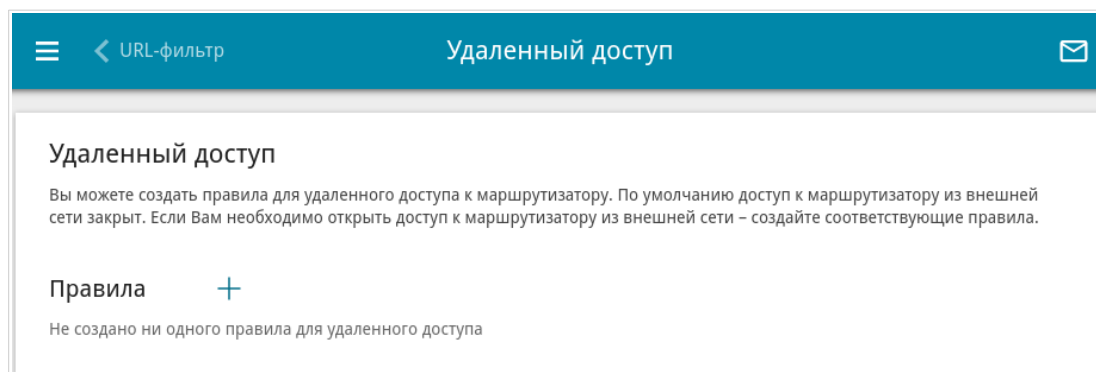 URL-фильтр
Удаленный доступ
Удаленный доступ
Вы можете создать правила для удаленного доступа к маршрутизатору. По умолчанию доступ к маршрутизатору из внешней
сети закрыт. Если Вам необходимо открыть доступ к маршрутизатору из внешней сети – создайте соответствующие правила.
Правила
Не создано ни одного правила для удаленного доступа